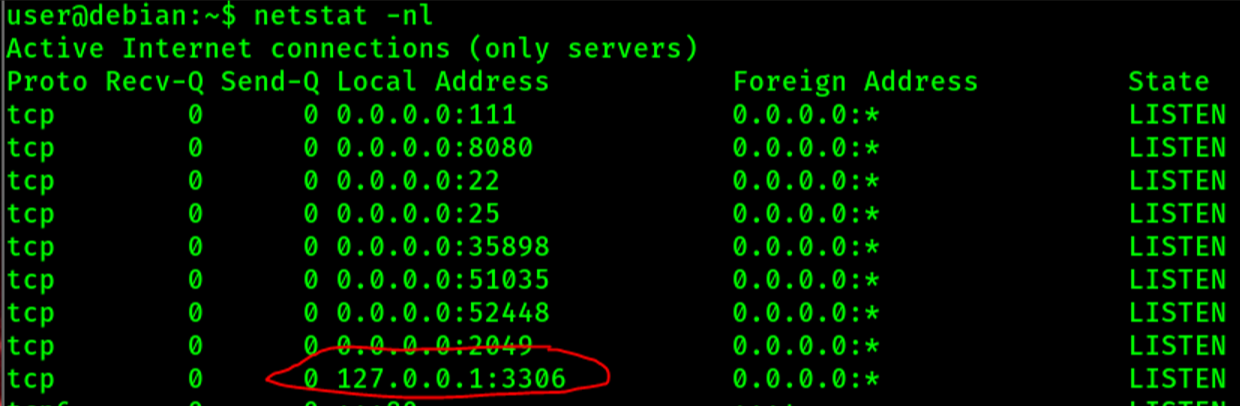 user@debian:~$ netstat -nl
Active Internet connections (only servers)
Proto Recv-Q Send-Q Local Address Foreign Address State
tcp 0 0 0.0.0.0:111 0.0.0.0:* LISTEN
tcp 0 0 0.0.0.0:8080 0.0.0.0:* LISTEN
tcp 0 0 0.0.0.0:22 0.0.0.0:* LISTEN
tcp 0 0 0.0.0.0:25 0.0.0.0:* LISTEN
tcp 0 0 0.0.0.0:35898 0.0.0.0:* LISTEN
tcp 0 0 0.0.0.0:51035 0.0.0.0:* LISTEN
tcp 0 0 0.0.0.0:52448 0.0.0.0:* LISTEN
tcp 0 0 0.0.0.0:2049 0.0.0.0:* LISTEN
tcp 0 0 127.0.0.1:3306 0.0.0.0:* LISTEN